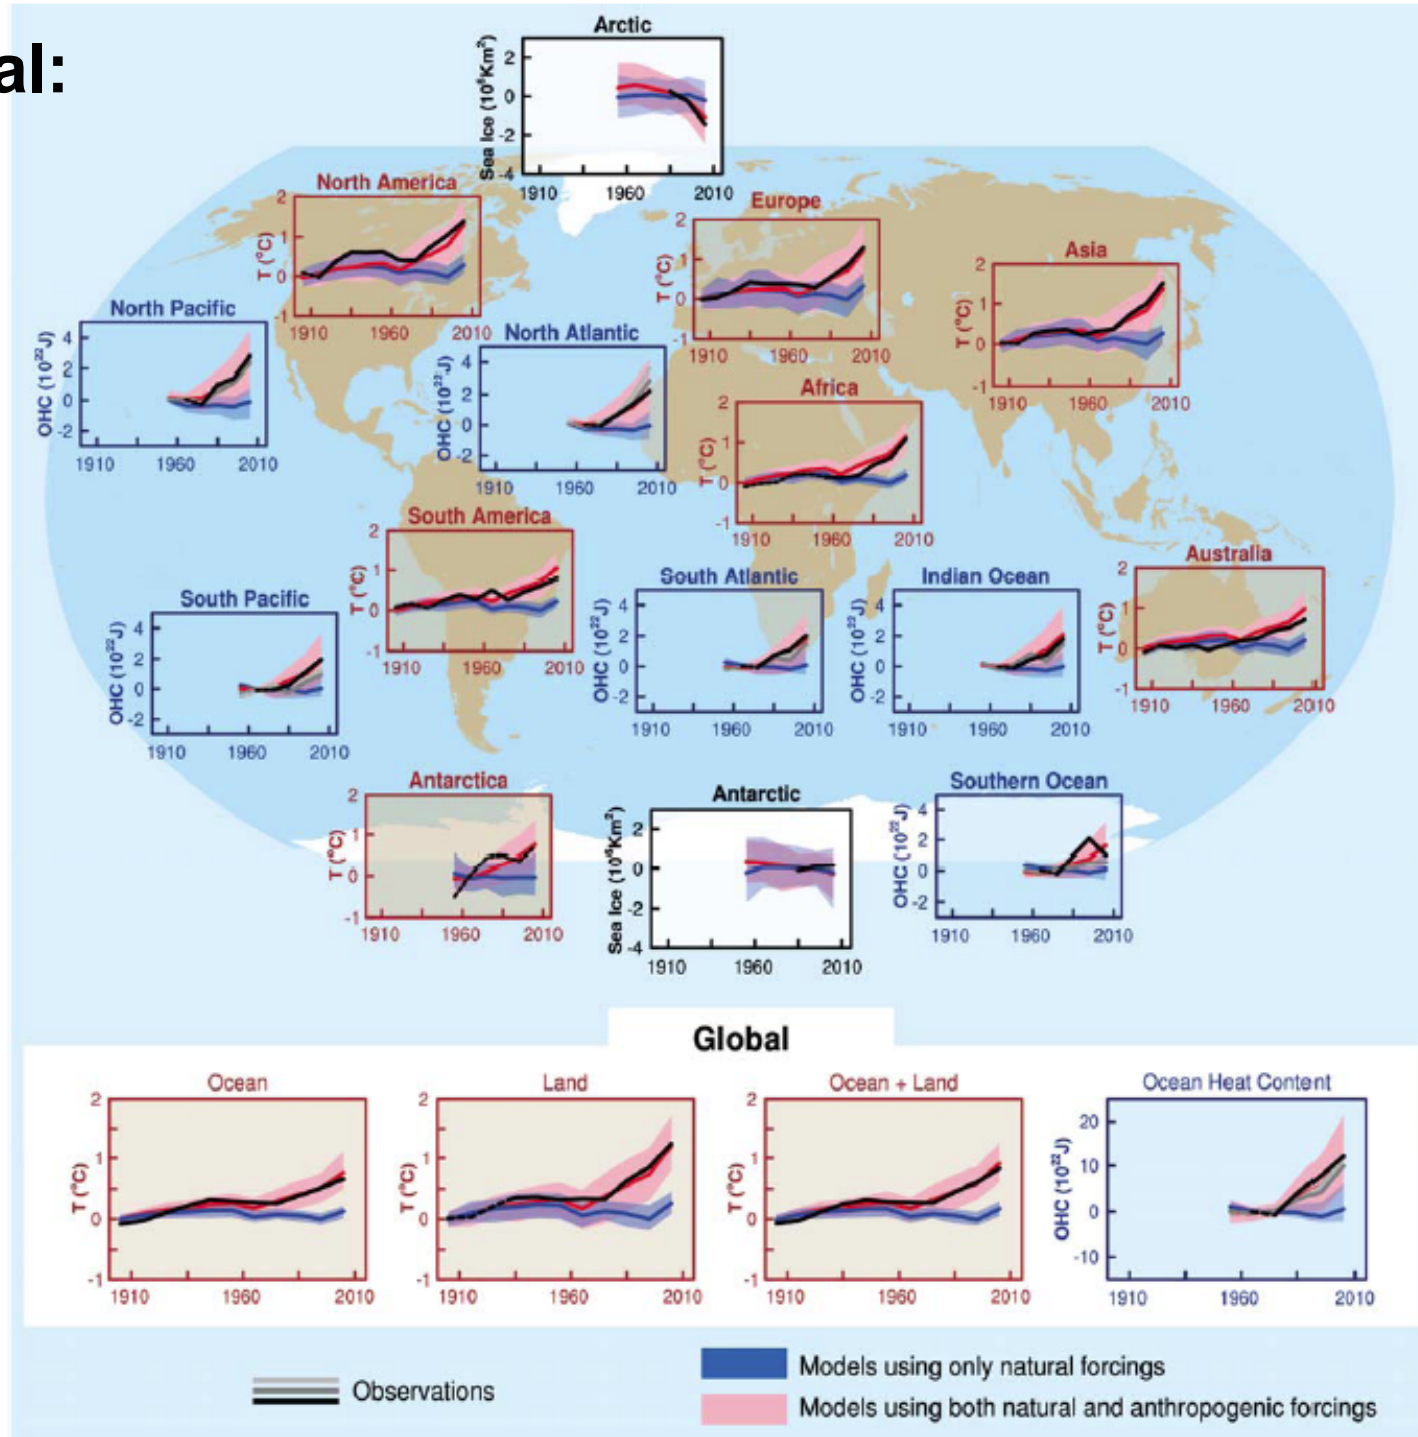 al:
Arctic
Sea Ice (10⁶Km²)
2
0
-2
-4
1910 1960 2010
North America
T (°C)
2
1
0
-1
1910 1960 2010
Europe
T (°C)
2
1
0
-1
1910 1960 2010
Asia
T (°C)
2
1
0
-1
1910 1960 2010
North Pacific
OHC (10²²J)
4
2
0
-2
1910 1960 2010
North Atlantic
OHC (10²²J)
4
2
0
-2
1910 1960 2010
Africa
T (°C)
2
1
0
-1
1910 1960 2010
South America
T (°C)
2
1
0
-1
1910 1960 2010
South Pacific
OHC (10²²J)
4
2
0
-2
1910 1960 2010
South Atlantic
OHC (10²²J)
4
2
0
-2
1910 1960 2010
Indian Ocean
OHC (10²²J)
4
2
0
-2
1910 1960 2010
Australia
T (°C)
2
1
0
-1
1910 1960 2010
Antarctica
T (°C)
2
1
0
-1
1910 1960 2010
Antarctic
Sea Ice (10⁶Km²)
2
0
-2
-4
1910 1960 2010
Southern Ocean
OHC (10²²J)
4
2
0
-2
1910 1960 2010
Global
Ocean
T (°C)
2
1
0
-1
1910 1960 2010
Land
T (°C)
2
1
0
-1
1910 1960 2010
Ocean + Land
T (°C)
2
1
0
-1
1910 1960 2010
Ocean Heat Content
OHC (10²²J)
20
10
0
-10
1910 1960 2010
Observations
Models using only natural forcings
Models using both natural and anthropogenic forcings